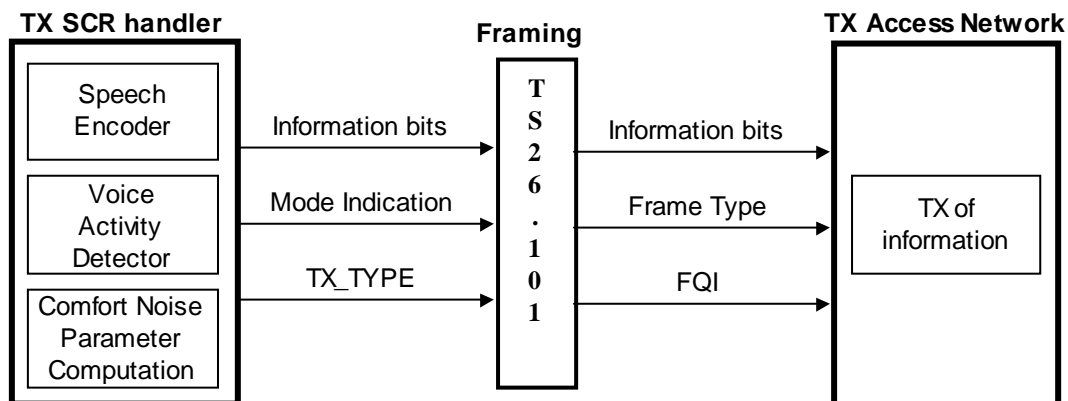 TX SCR handler
Framing
TX Access Network
Speech
Encoder
Voice
Activity
Detector
Comfort Noise
Parameter
Computation
Information bits
Mode Indication
TX_TYPE
T
S
2
6
.
1
0
1
Information bits
Frame Type
FQI
TX of
information